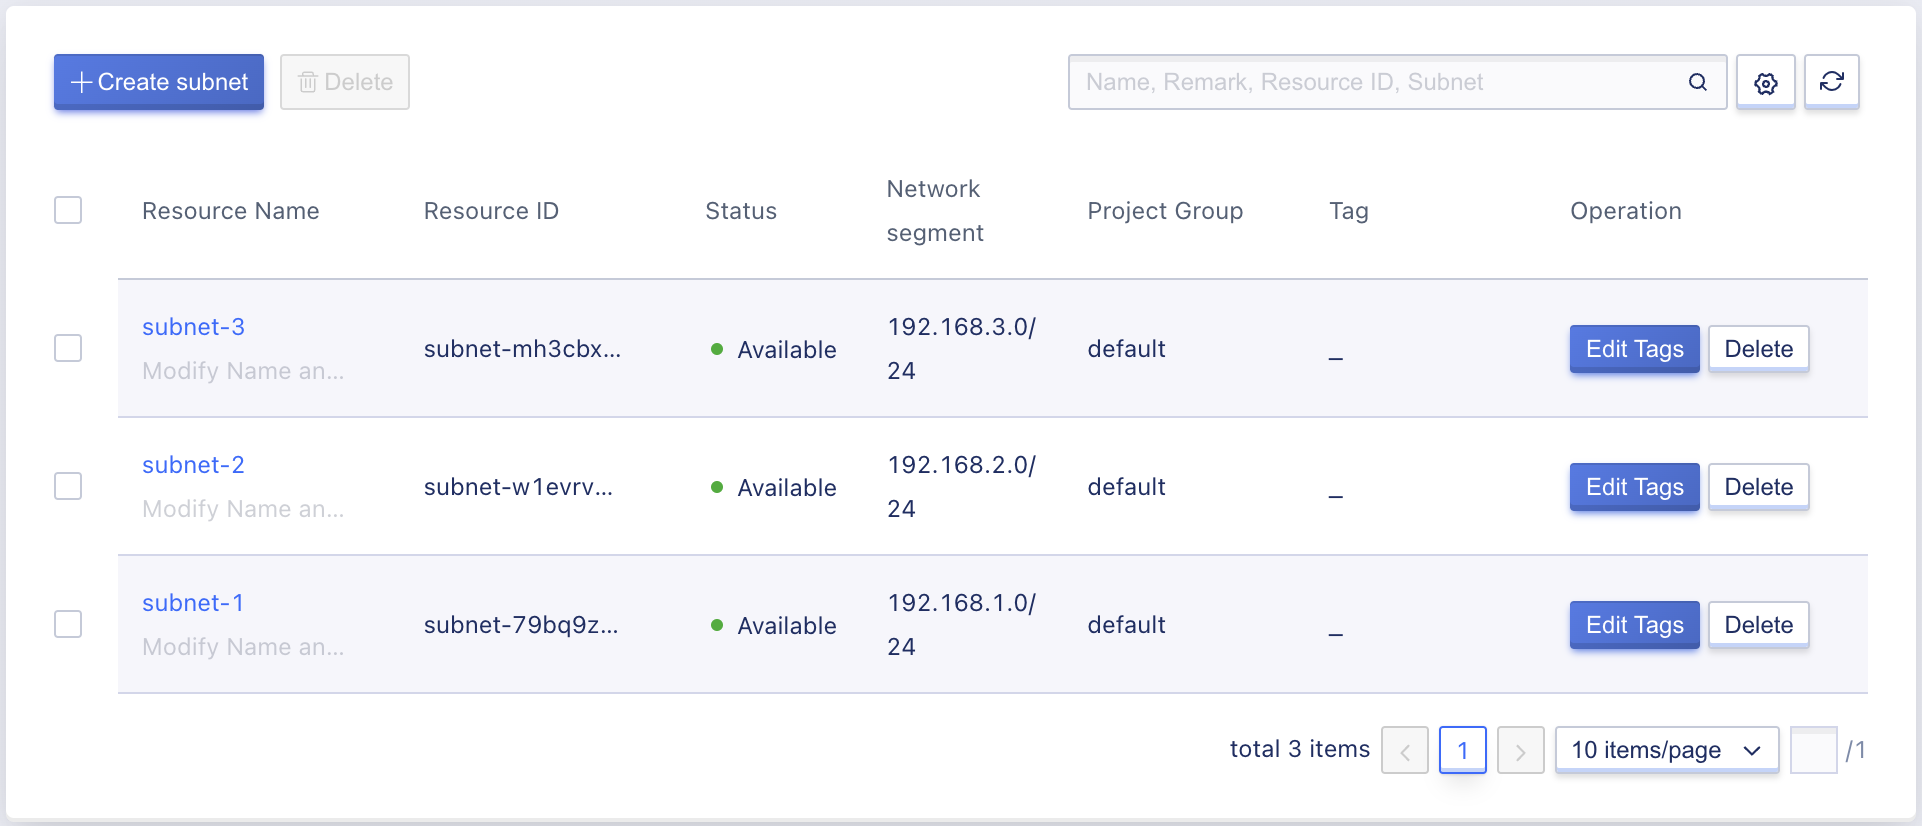 Create subnet Delete Name, Remark, Resource ID, Subnet
Resource Name Resource ID Status Network segment Project Group Tag Operation
subnet-3 subnet-mh3cbx... Available 192.168.3.0/24 default – Edit Tags Delete
Modify Name an...
subnet-2 subnet-w1evrv... Available 192.168.2.0/24 default – Edit Tags Delete
Modify Name an...
subnet-1 subnet-79bq9z... Available 192.168.1.0/24 default – Edit Tags Delete
Modify Name an...
total 3 items 1 10 items/page /1